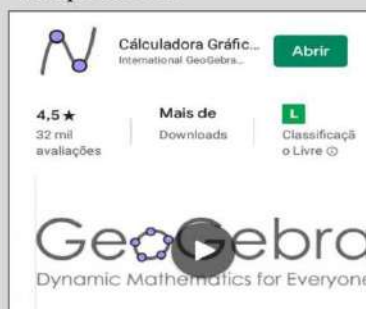 Cálculadora Gráfic...
International GeoGebra...
Abrir
4,5★
32 mil
avaliações
Mais de
Downloads
L
Classificaçã
o Livre ⓘ
GeoGebra
Dynamic Mathematics for Everyone